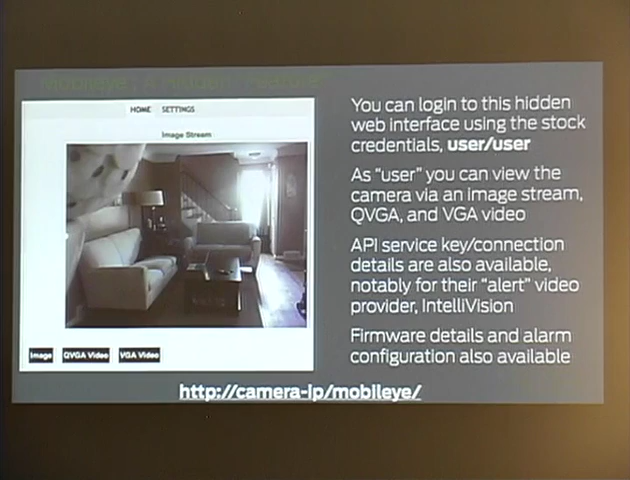 Mobileye, A Hidden "Feature"
HOME SETTINGS
Image Stream
Image QVGA Video VGA Video
You can login to this hidden
web interface using the stock
credentials, user/user
As "user" you can view the
camera via an image stream,
QVGA, and VGA video
API service key/connection
details are also available,
notably for their "alert" video
provider, IntelliVision
Firmware details and alarm
configuration also available
http://camera-ip/mobileye/